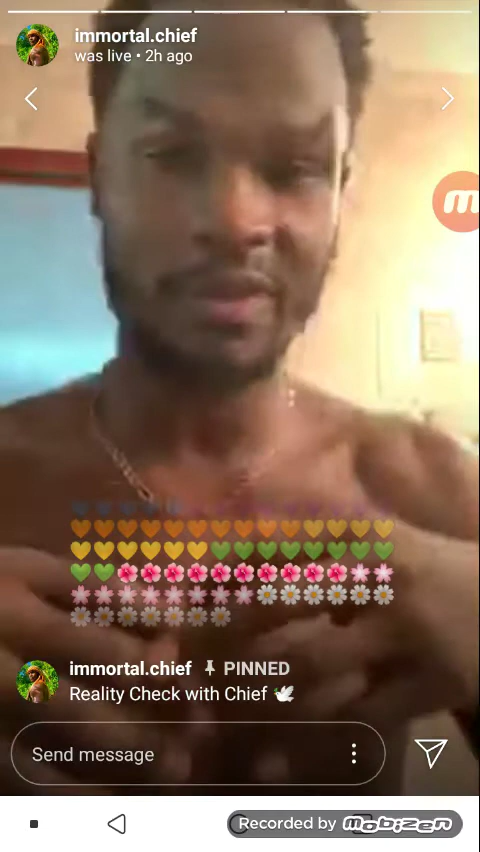 immortal.chief
was live • 2h ago
m
💜💜💜💜💜💜💜💜💜
🧡🧡🧡🧡🧡🧡🧡🧡🧡🧡💛💛💛💛
💛💛💛💛💛💛💚💚💚💚💚💚💚💚
💚💚🌺🌺🌺🌺🌺🌺🌺🌺🌺🌺🌸🌸
🌸🌸🌸🌸🌸🌸🌸🌸🌼🌼🌼🌼🌼🌼
🌼🌼🌼🌼🌼🌼🌼
immortal.chief 📌 PINNED
Reality Check with Chief 🕊️
Send message
Recorded by mobizen